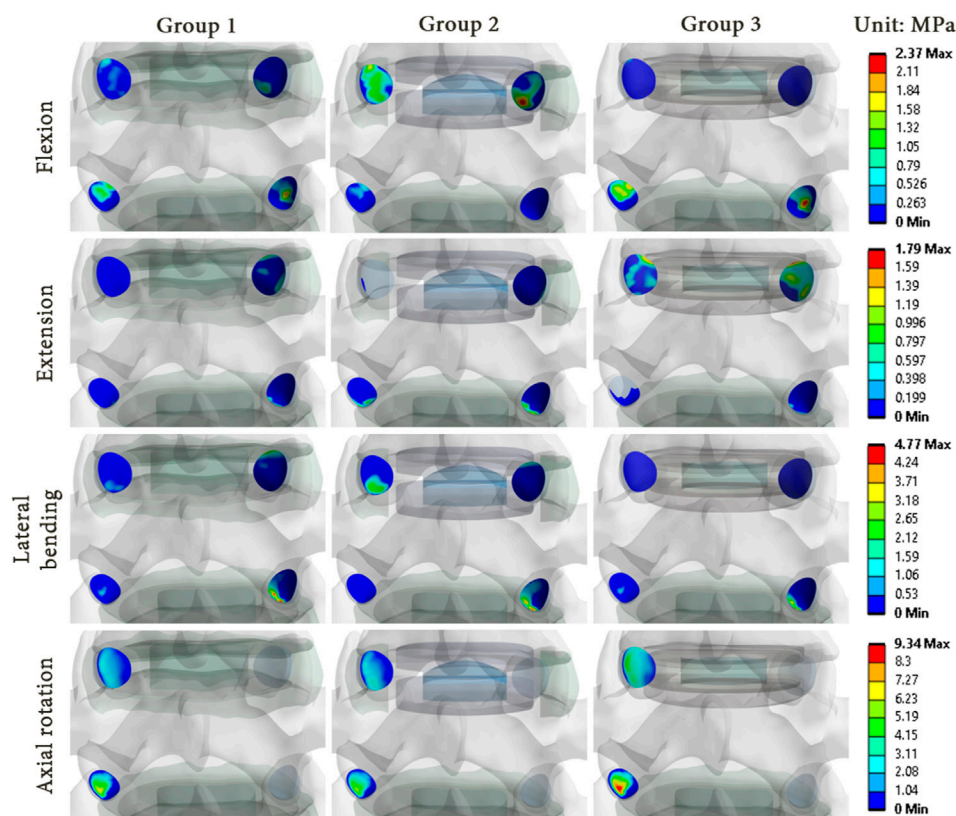 Group 1
Group 2
Group 3
Unit: MPa
Flexion
2.37 Max
2.11
1.84
1.58
1.32
1.05
0.79
0.526
0.263
0 Min
Extension
1.79 Max
1.59
1.39
1.19
0.996
0.797
0.597
0.398
0.199
0 Min
Lateral
bending
4.77 Max
4.24
3.71
3.18
2.65
2.12
1.59
1.06
0.53
0 Min
Axial rotation
9.34 Max
8.3
7.27
6.23
5.19
4.15
3.11
2.08
1.04
0 Min